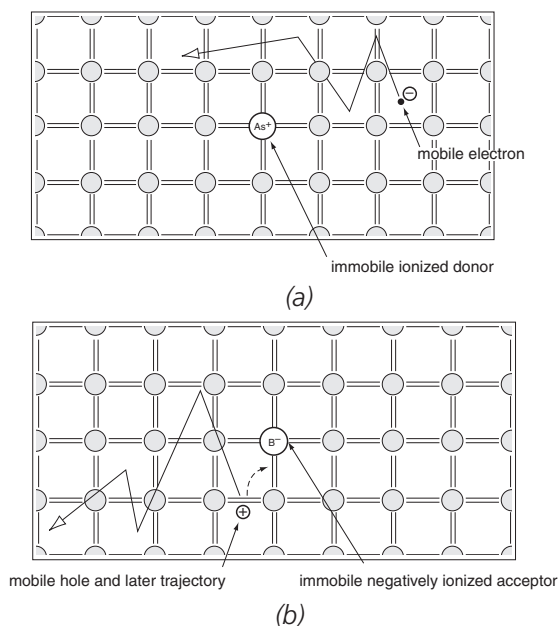 As+
−
mobile electron
immobile ionized donor
(a)
B−
+
mobile hole and later trajectory immobile negatively ionized acceptor
(b)